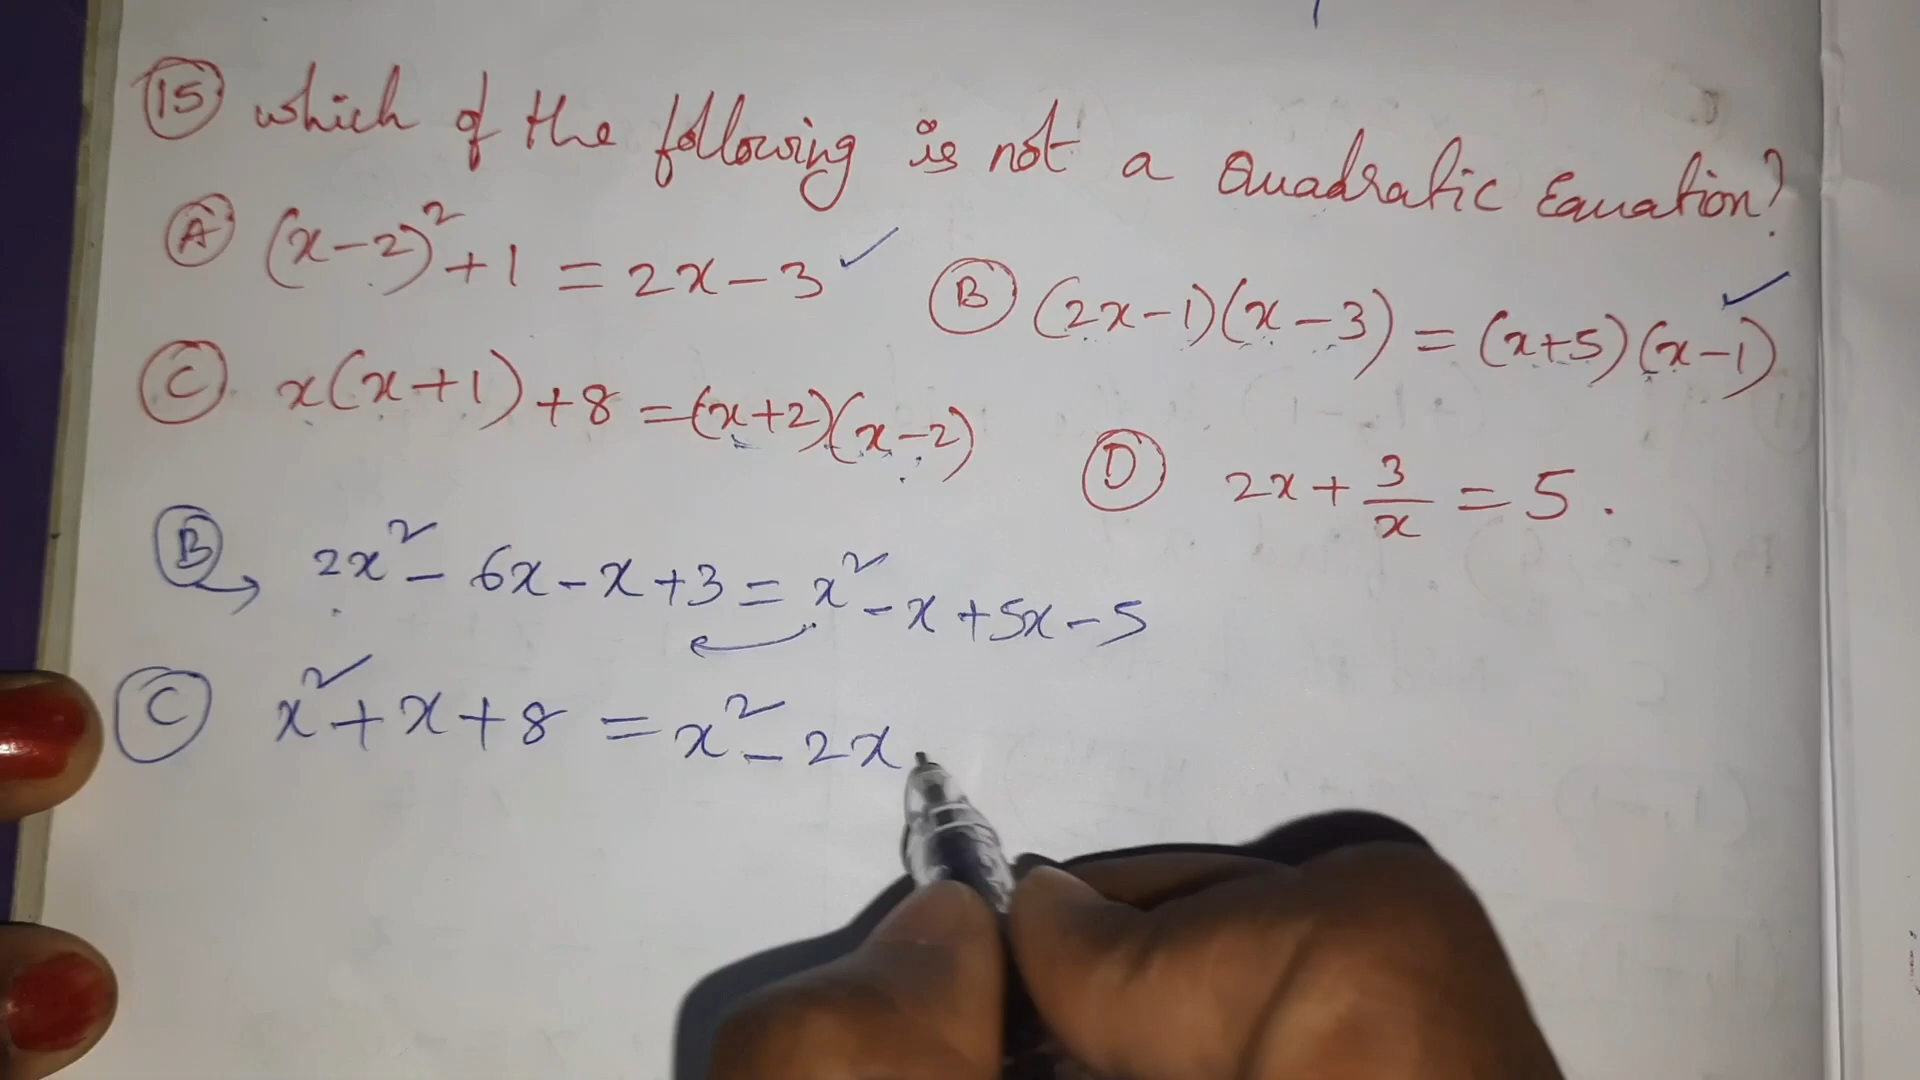 15 which of the following is not a Quadratic Equation?
A (x-2)²+1 = 2x-3 ✓ B (2x-1)(x-3) = (x+5)(x-1) ✓
C x(x+1)+8 = (x+2)(x-2)
D 2x+3/x = 5.
B → 2x² - 6x - x + 3 = x² - x + 5x - 5
C x² + x + 8 = x² - 2x